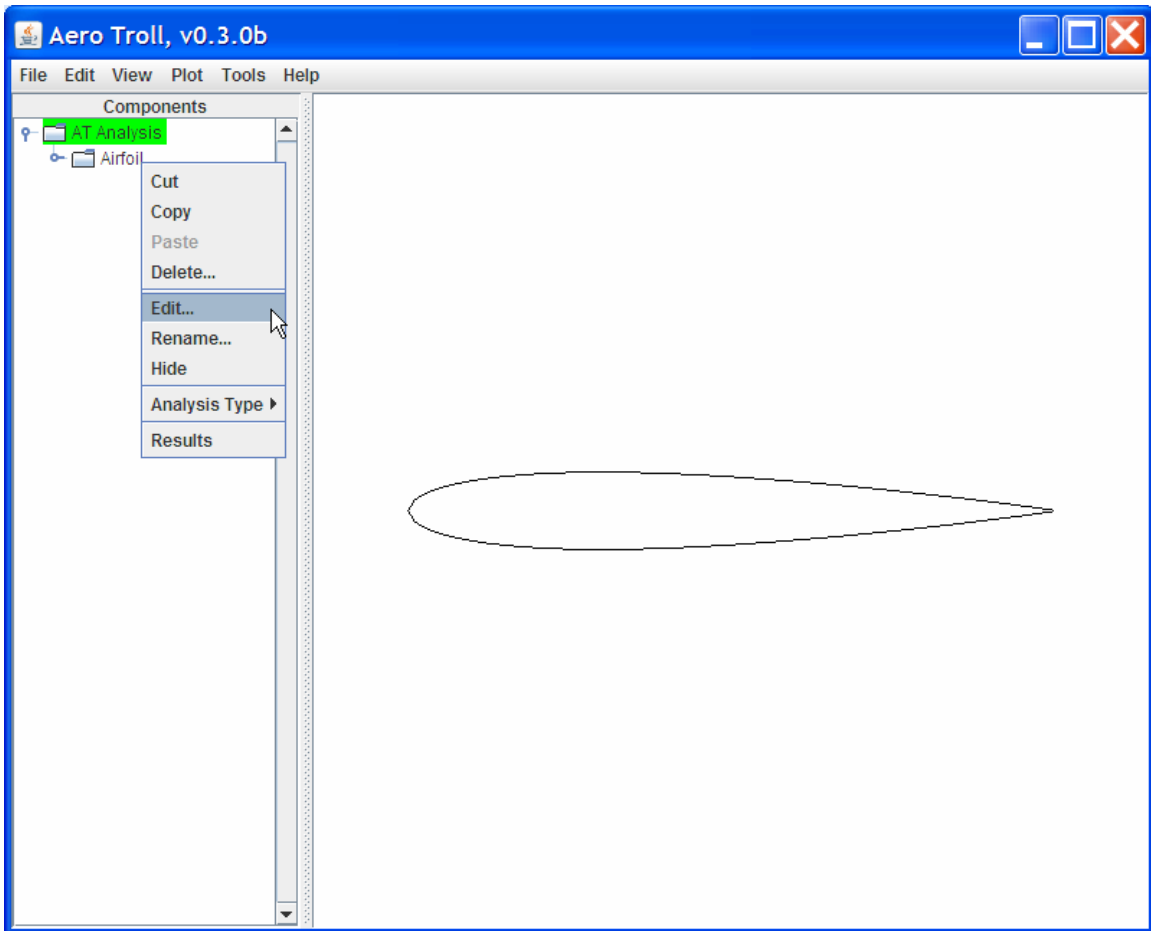 Aero Troll, v0.3.0b
File Edit View Plot Tools Help
Components
AT Analysis
Airfoil
Cut
Copy
Paste
Delete...
Edit...
Rename...
Hide
Analysis Type
Results